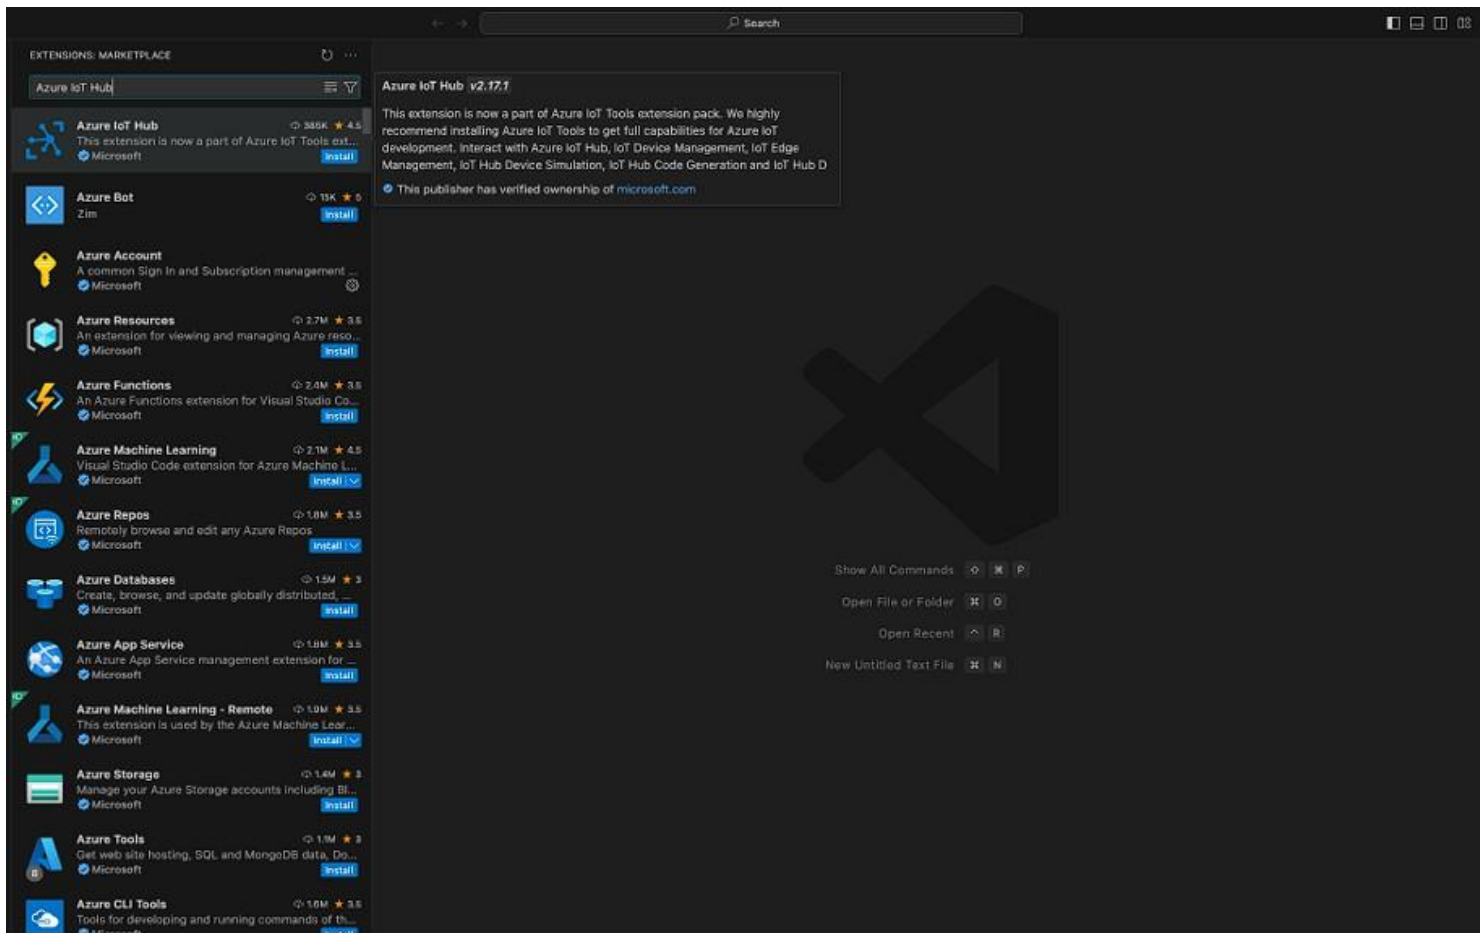 Search
EXTENSIONS: MARKETPLACE
Azure IoT Hub
Azure IoT Hub 386K ★ 4.5
This extension is now a part of Azure IoT Tools ext...
Microsoft Install
Azure Bot 15K ★ 5
Zim Install
Azure Account
A common Sign In and Subscription management ...
Microsoft
Azure Resources 2.7M ★ 3.5
An extension for viewing and managing Azure reso...
Microsoft Install
Azure Functions 2.4M ★ 3.5
An Azure Functions extension for Visual Studio Co...
Microsoft Install
Azure Machine Learning 2.1M ★ 4.5
Visual Studio Code extension for Azure Machine L...
Microsoft Install
Azure Repos 1.8M ★ 3.5
Remotely browse and edit any Azure Repos
Microsoft Install
Azure Databases 1.5M ★ 3
Create, browse, and update globally distributed, ...
Microsoft Install
Azure App Service 1.8M ★ 3.5
An Azure App Service management extension for ...
Microsoft Install
Azure Machine Learning - Remote 1.9M ★ 3.5
This extension is used by the Azure Machine Lear...
Microsoft Install
Azure Storage 1.4M ★ 3
Manage your Azure Storage accounts including Bl...
Microsoft Install
Azure Tools 1.1M ★ 3
Get web site hosting, SQL and MongoDB data, Do...
8 Microsoft Install
Azure CLI Tools 1.6M ★ 3.5
Tools for developing and running commands of th...
Microsoft Install
Azure IoT Hub v2.17.1
This extension is now a part of Azure IoT Tools extension pack. We highly
recommend installing Azure IoT Tools to get full capabilities for Azure IoT
development. Interact with Azure IoT Hub, IoT Device Management, IoT Edge
Management, IoT Hub Device Simulation, IoT Hub Code Generation and IoT Hub D
This publisher has verified ownership of microsoft.com
Show All Commands ⇧ ⌘ P
Open File or Folder ⌘ O
Open Recent ^ R
New Untitled Text File ⌘ N